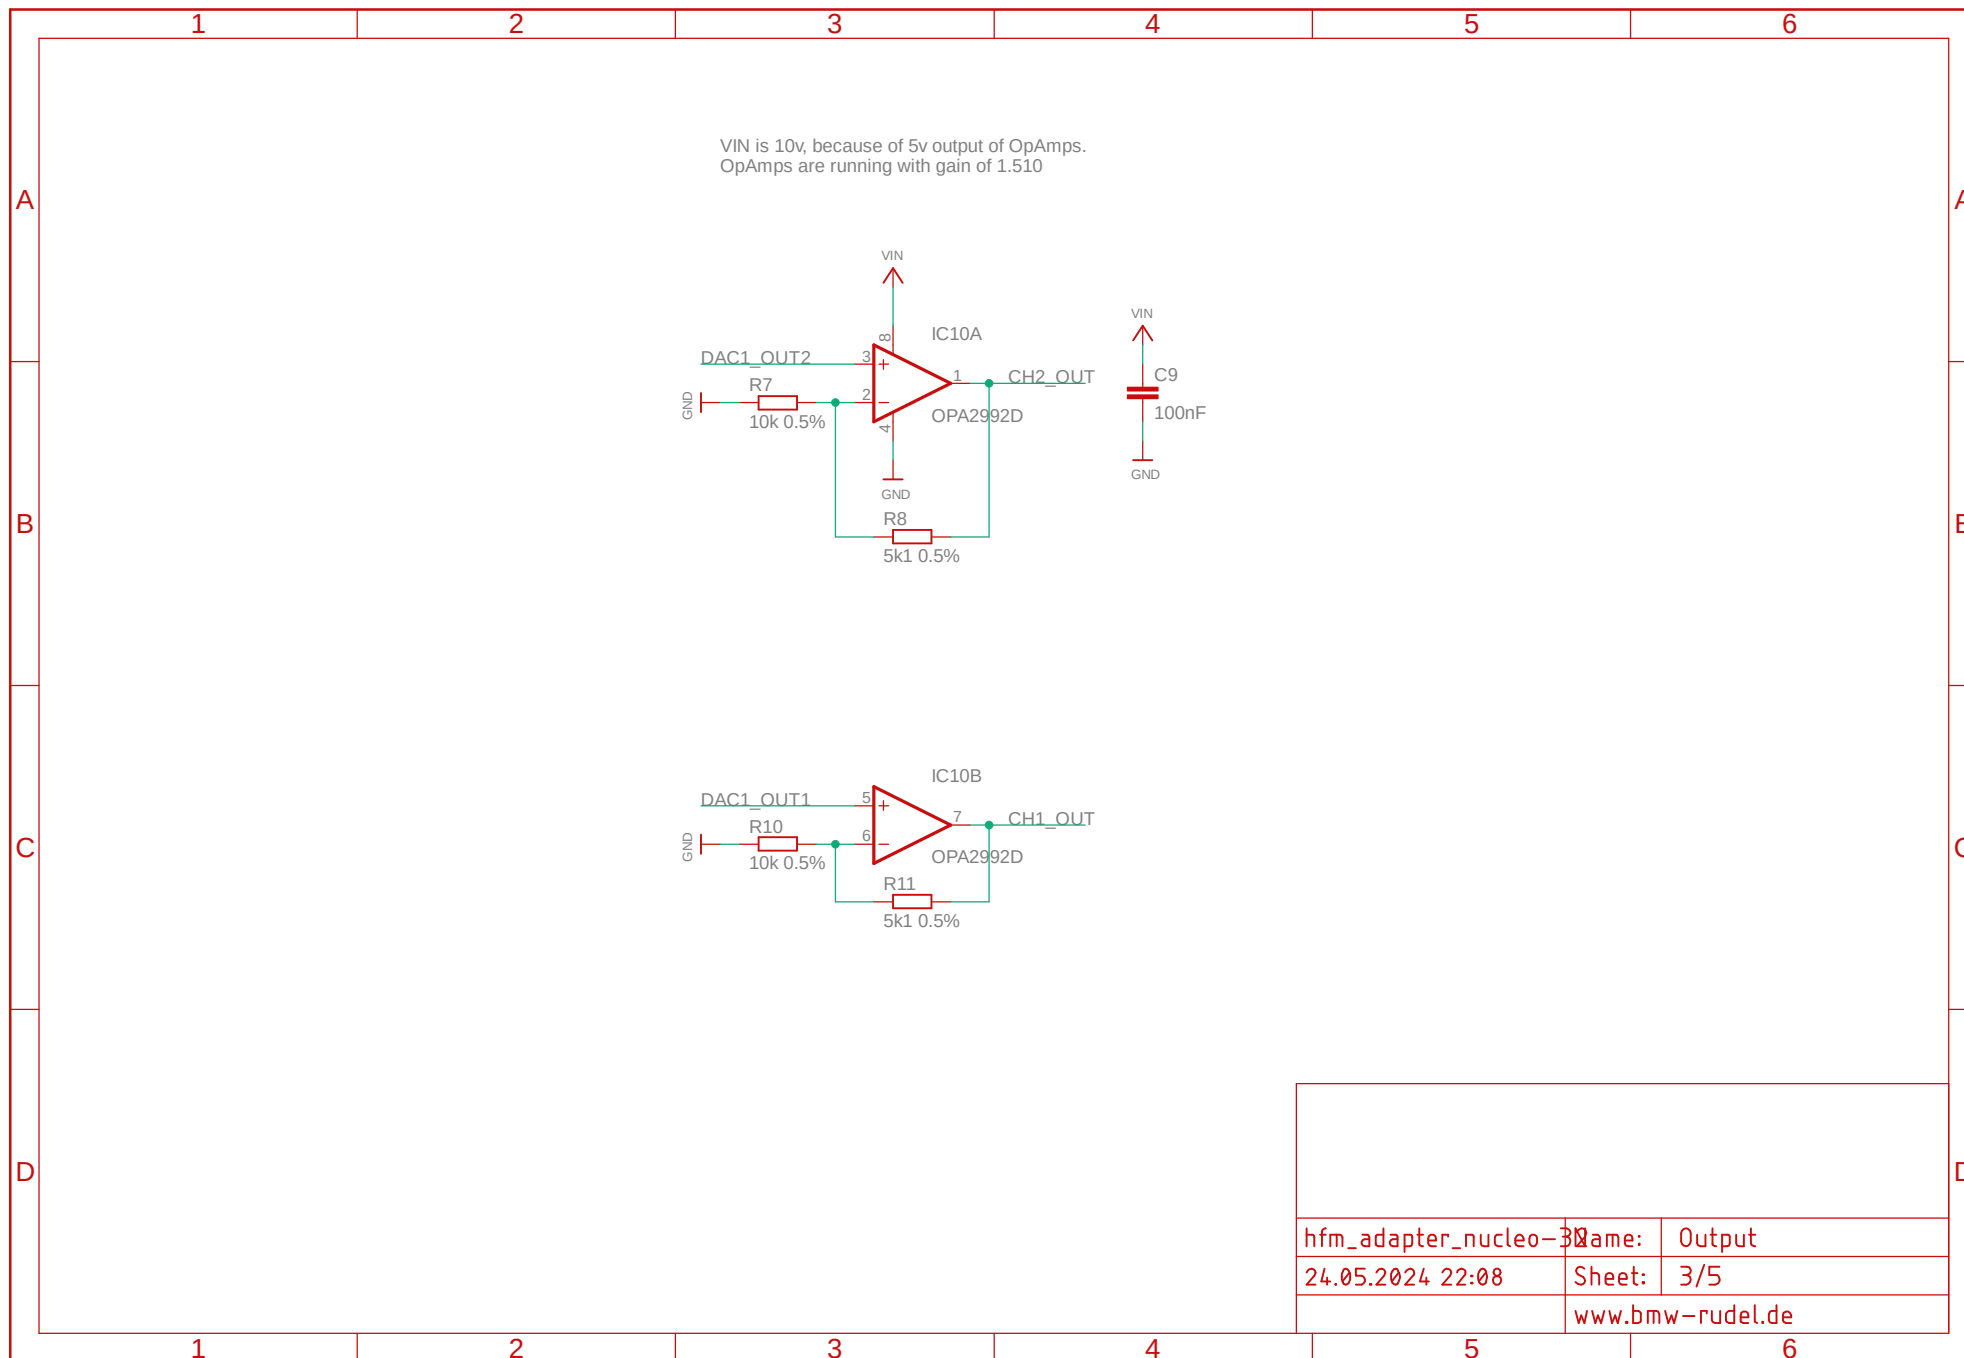 1 2 3 4 5 6
VIN is 10v, because of 5v output of OpAmps.
OpAmps are running with gain of 1.510
A A
VIN
8
IC10A
VIN
DAC1_OUT2
3
1
CH2_OUT
C9
R7
GND
2
10k 0.5%
OPA2992D
100nF
4
GND
GND
R8
B B
5k1 0.5%
IC10B
DAC1_OUT1
5
7
CH1_OUT
R10
GND
6
C C
10k 0.5%
OPA2992D
R11
5k1 0.5%
D D
hfm_adapter_nucleo-32 Name: Output
24.05.2024 22:08 Sheet: 3/5
www.bmw-rudel.de
1 2 3 4 5 6